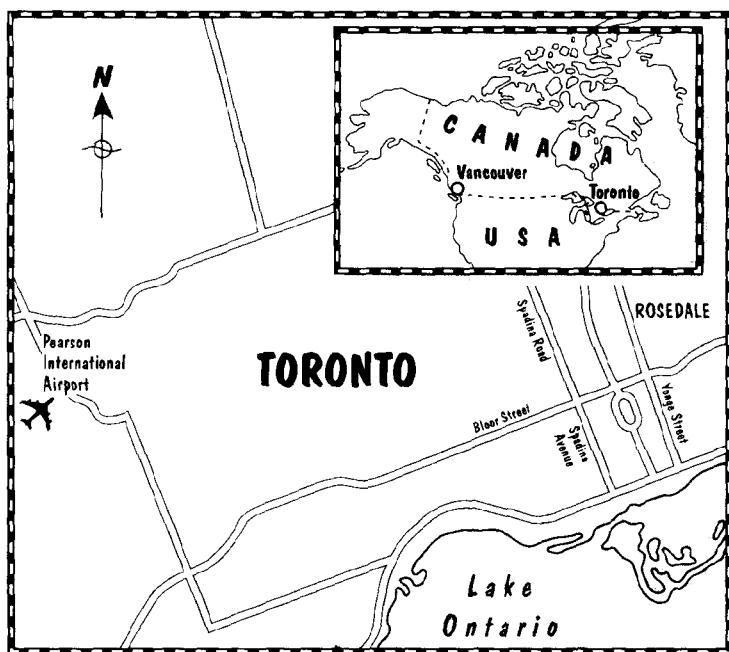 N
CANADA
Vancouver
Toronto
USA
Pearson
International
Airport
TORONTO
Spadina Road
ROSEDALE
Bloor Street
Spadina
Avenue
Yonge Street
Lake
Ontario